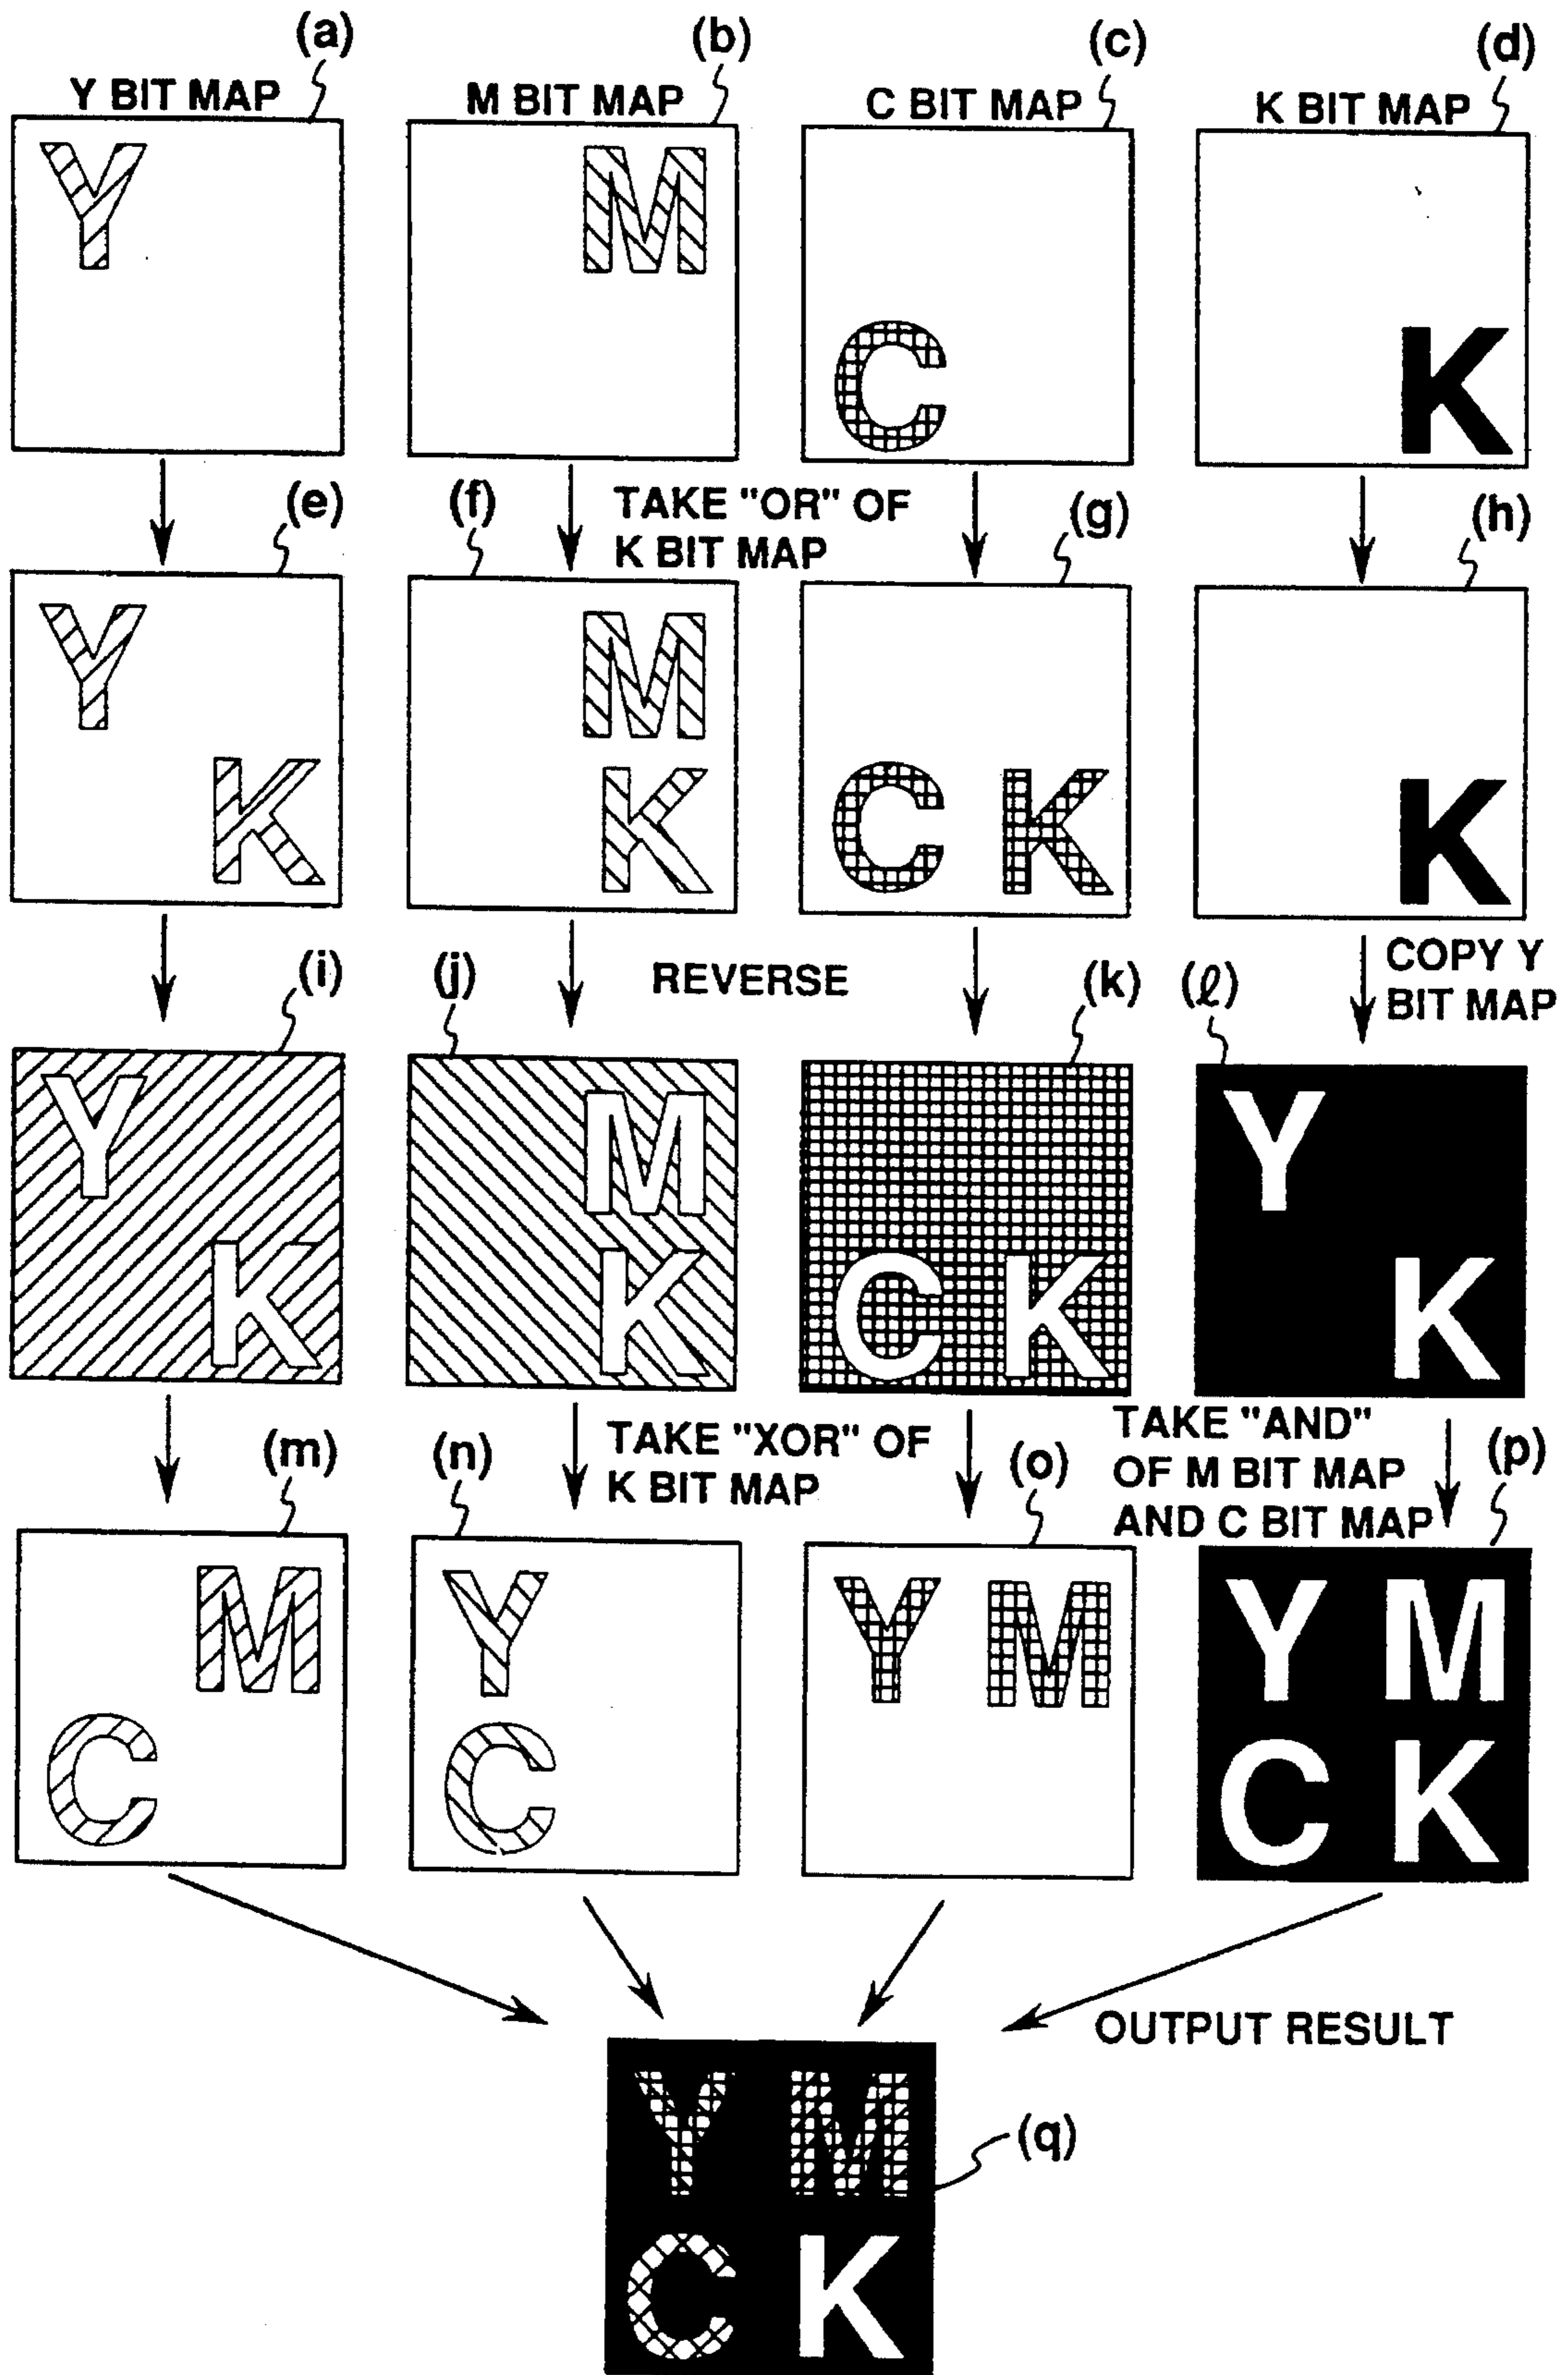 (a) (b) (c) (d)
Y BIT MAP M BIT MAP C BIT MAP K BIT MAP
Y M
C K
(e) (f) TAKE "OR" OF (g) (h)
K BIT MAP
Y M
K K C K K
(i) (j) REVERSE (k) (ℓ) COPY Y
BIT MAP
Y M Y
K K C K K
(m) (n) TAKE "XOR" OF (o) TAKE "AND" (p)
K BIT MAP OF M BIT MAP
AND C BIT MAP
M Y Y M Y M
C C C K
OUTPUT RESULT
Y M
(q)
C K